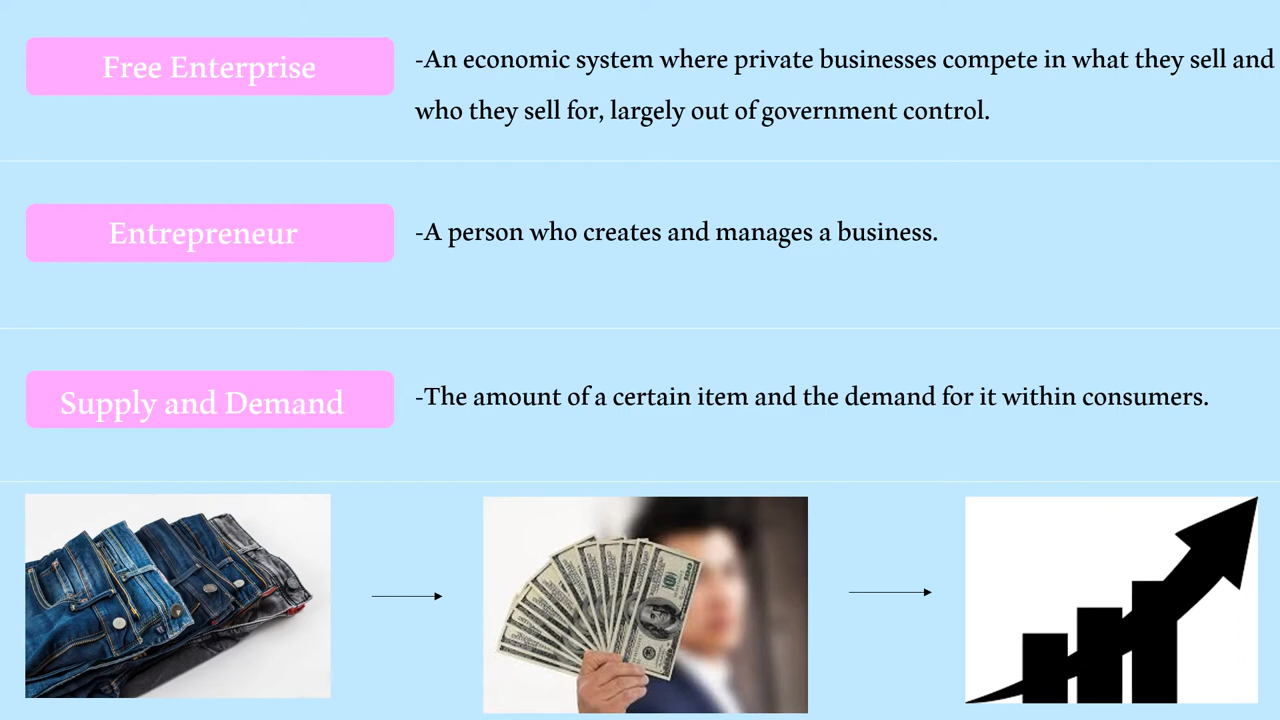 Free Enterprise
-An economic system where private businesses compete in what they sell and
who they sell for, largely out of government control.
Entrepreneur
-A person who creates and manages a business.
Supply and Demand
-The amount of a certain item and the demand for it within consumers.